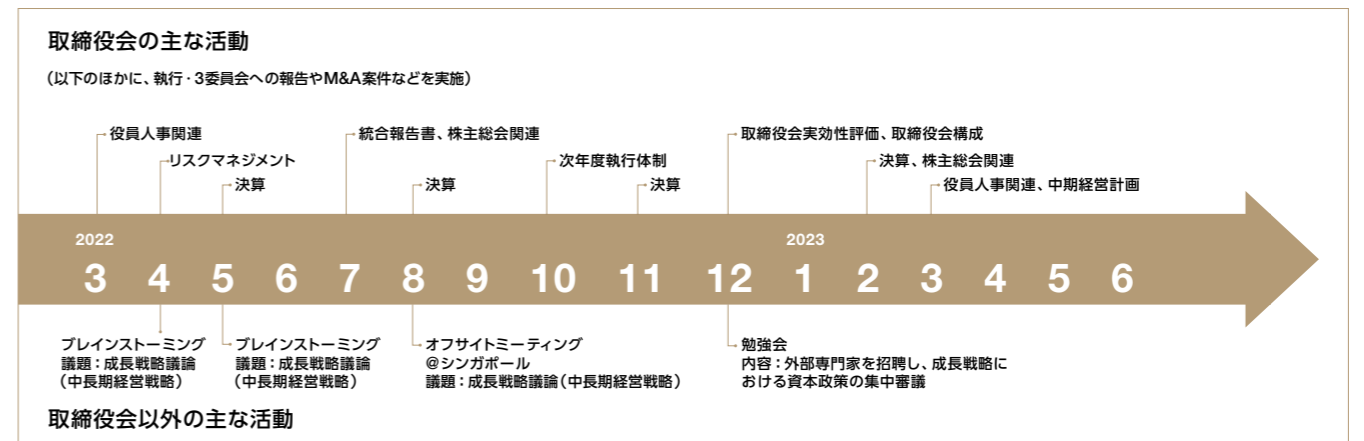 取締役会の主な活動
(以下のほかに、執行・3委員会への報告やM&A案件などを実施)
役員人事関連
統合報告書、株主総会関連
取締役会実効性評価、取締役会構成
リスクマネジメント
次年度執行体制
決算、株主総会関連
決算
決算
決算
役員人事関連、中期経営計画
2022
2023
3 4 5 6 7 8 9 10 11 12 1 2 3 4 5 6
ブレインストーミング
議題：成長戦略議論
(中長期経営戦略)
ブレインストーミング
議題：成長戦略議論
(中長期経営戦略)
オフサイトミーティング
@シンガポール
議題：成長戦略議論(中長期経営戦略)
勉強会
内容：外部専門家を招聘し、成長戦略に
おける資本政策の集中審議
取締役会以外の主な活動